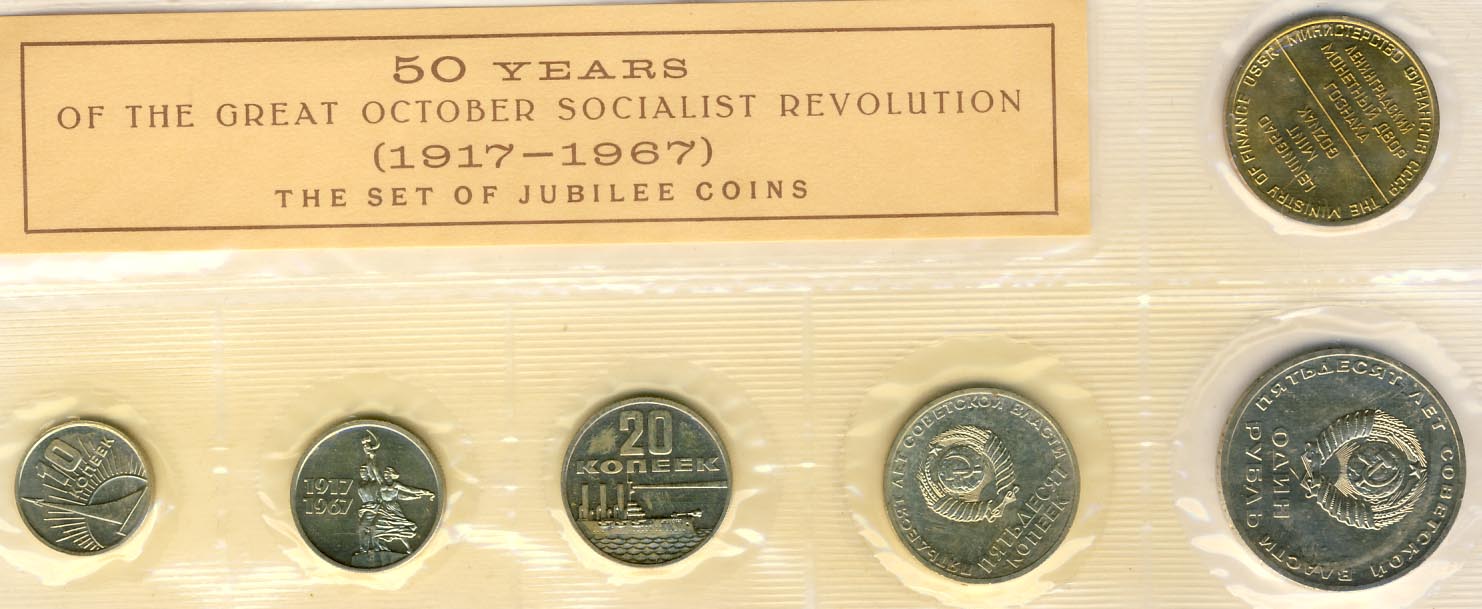 50 YEARS
OF THE GREAT OCTOBER SOCIALIST REVOLUTION
(1917–1967)
THE SET OF JUBILEE COINS
МИНИСТЕРСТВО ФИНАНСОВ СССР
ЛЕНИНГРАДСКИЙ
МОНЕТНЫЙ ДВОР
ГОЗНАКА
THE MINISTRY OF FINANCE USSR
LENINGRAD
MINT
GOZNAK
10
КОПЕЕК
1917
1967
20
КОПЕЕК
ПЯТЬДЕСЯТ ЛЕТ СОВЕТСКОЙ ВЛАСТИ
ПЯТЬДЕСЯТ
КОПЕЕК
ПЯТЬДЕСЯТ ЛЕТ СОВЕТСКОЙ ВЛАСТИ
ОДИН
РУБЛЬ